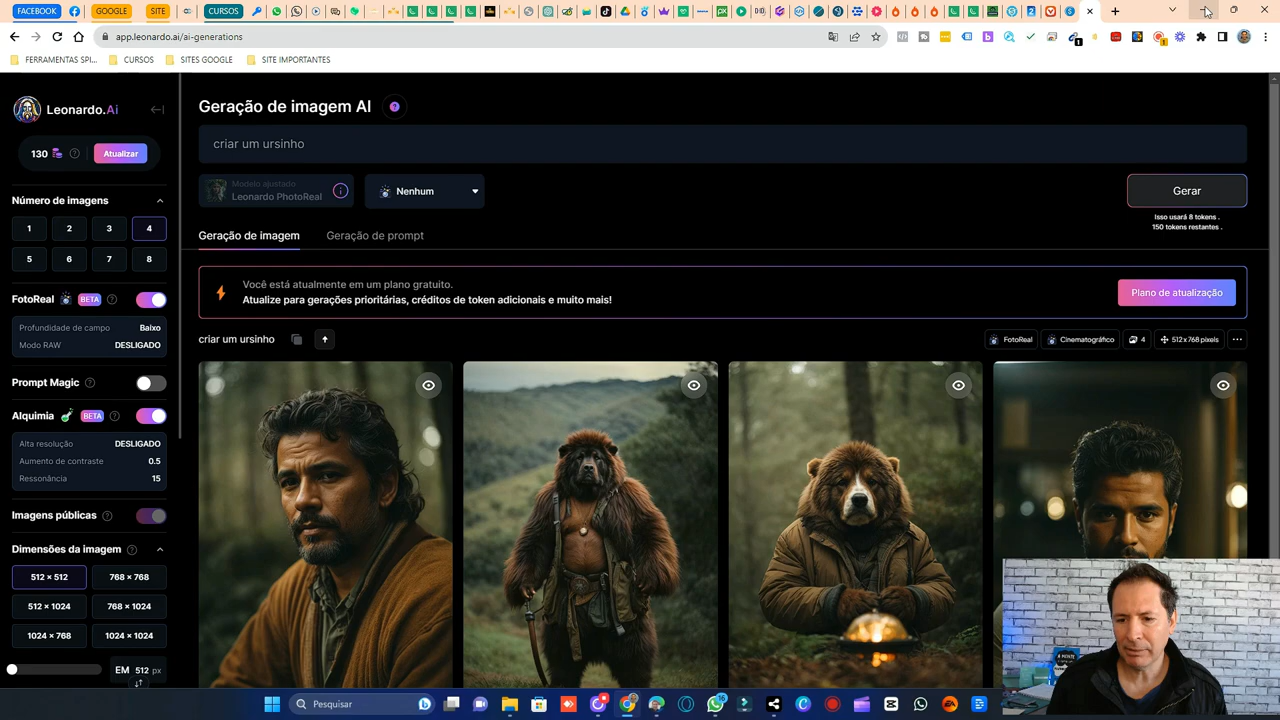 FACEBOOK
GOOGLE
SITE
CURSOS
app.leonardo.ai/ai-generations
FERRAMENTAS SPI...
CURSOS
SITES GOOGLE
SITE IMPORTANTES
Leonardo.Ai
130
Atualizar
Número de imagens
1 2 3 4
5 6 7 8
FotoReal BETA
Profundidade de campo Baixo
Modo RAW DESLIGADO
Prompt Magic
Alquimia BETA
Alta resolução DESLIGADO
Aumento de contraste 0.5
Ressonância 15
Imagens públicas
Dimensões da imagem
512 × 512 768 × 768
512 × 1024 768 × 1024
1024 × 768 1024 × 1024
EM 512 px
Geração de imagem AI ?
criar um ursinho
Modelo ajustado
Leonardo PhotoReal
Nenhum
Gerar
Isso usará 8 tokens .
150 tokens restantes .
Geração de imagem Geração de prompt
Você está atualmente em um plano gratuito.
Atualize para gerações prioritárias, créditos de token adicionais e muito mais!
Plano de atualização
criar um ursinho
FotoReal Cinematográfico 4 512 x 768 pixels
A PONTE
Pesquisar
16